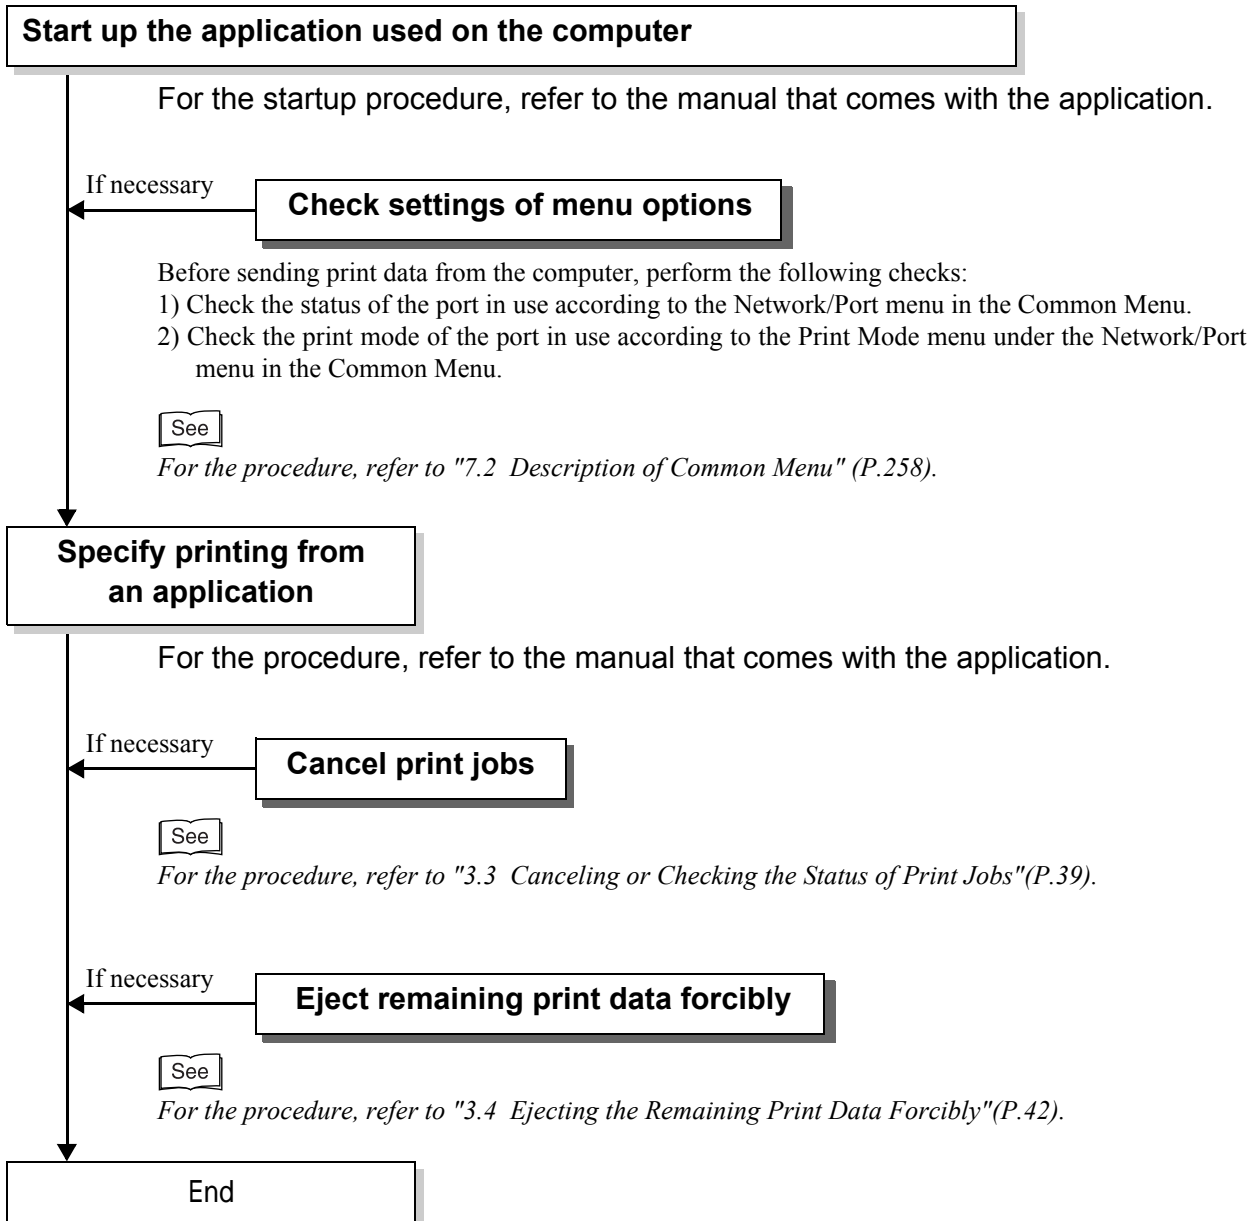 Start up the application used on the computer
For the startup procedure, refer to the manual that comes with the application.
If necessary
Check settings of menu options
Before sending print data from the computer, perform the following checks:
1) Check the status of the port in use according to the Network/Port menu in the Common Menu.
2) Check the print mode of the port in use according to the Print Mode menu under the Network/Port
menu in the Common Menu.
See
For the procedure, refer to "7.2 Description of Common Menu" (P.258).
Specify printing from
an application
For the procedure, refer to the manual that comes with the application.
If necessary
Cancel print jobs
See
For the procedure, refer to "3.3 Canceling or Checking the Status of Print Jobs"(P.39).
If necessary
Eject remaining print data forcibly
See
For the procedure, refer to "3.4 Ejecting the Remaining Print Data Forcibly"(P.42).
End